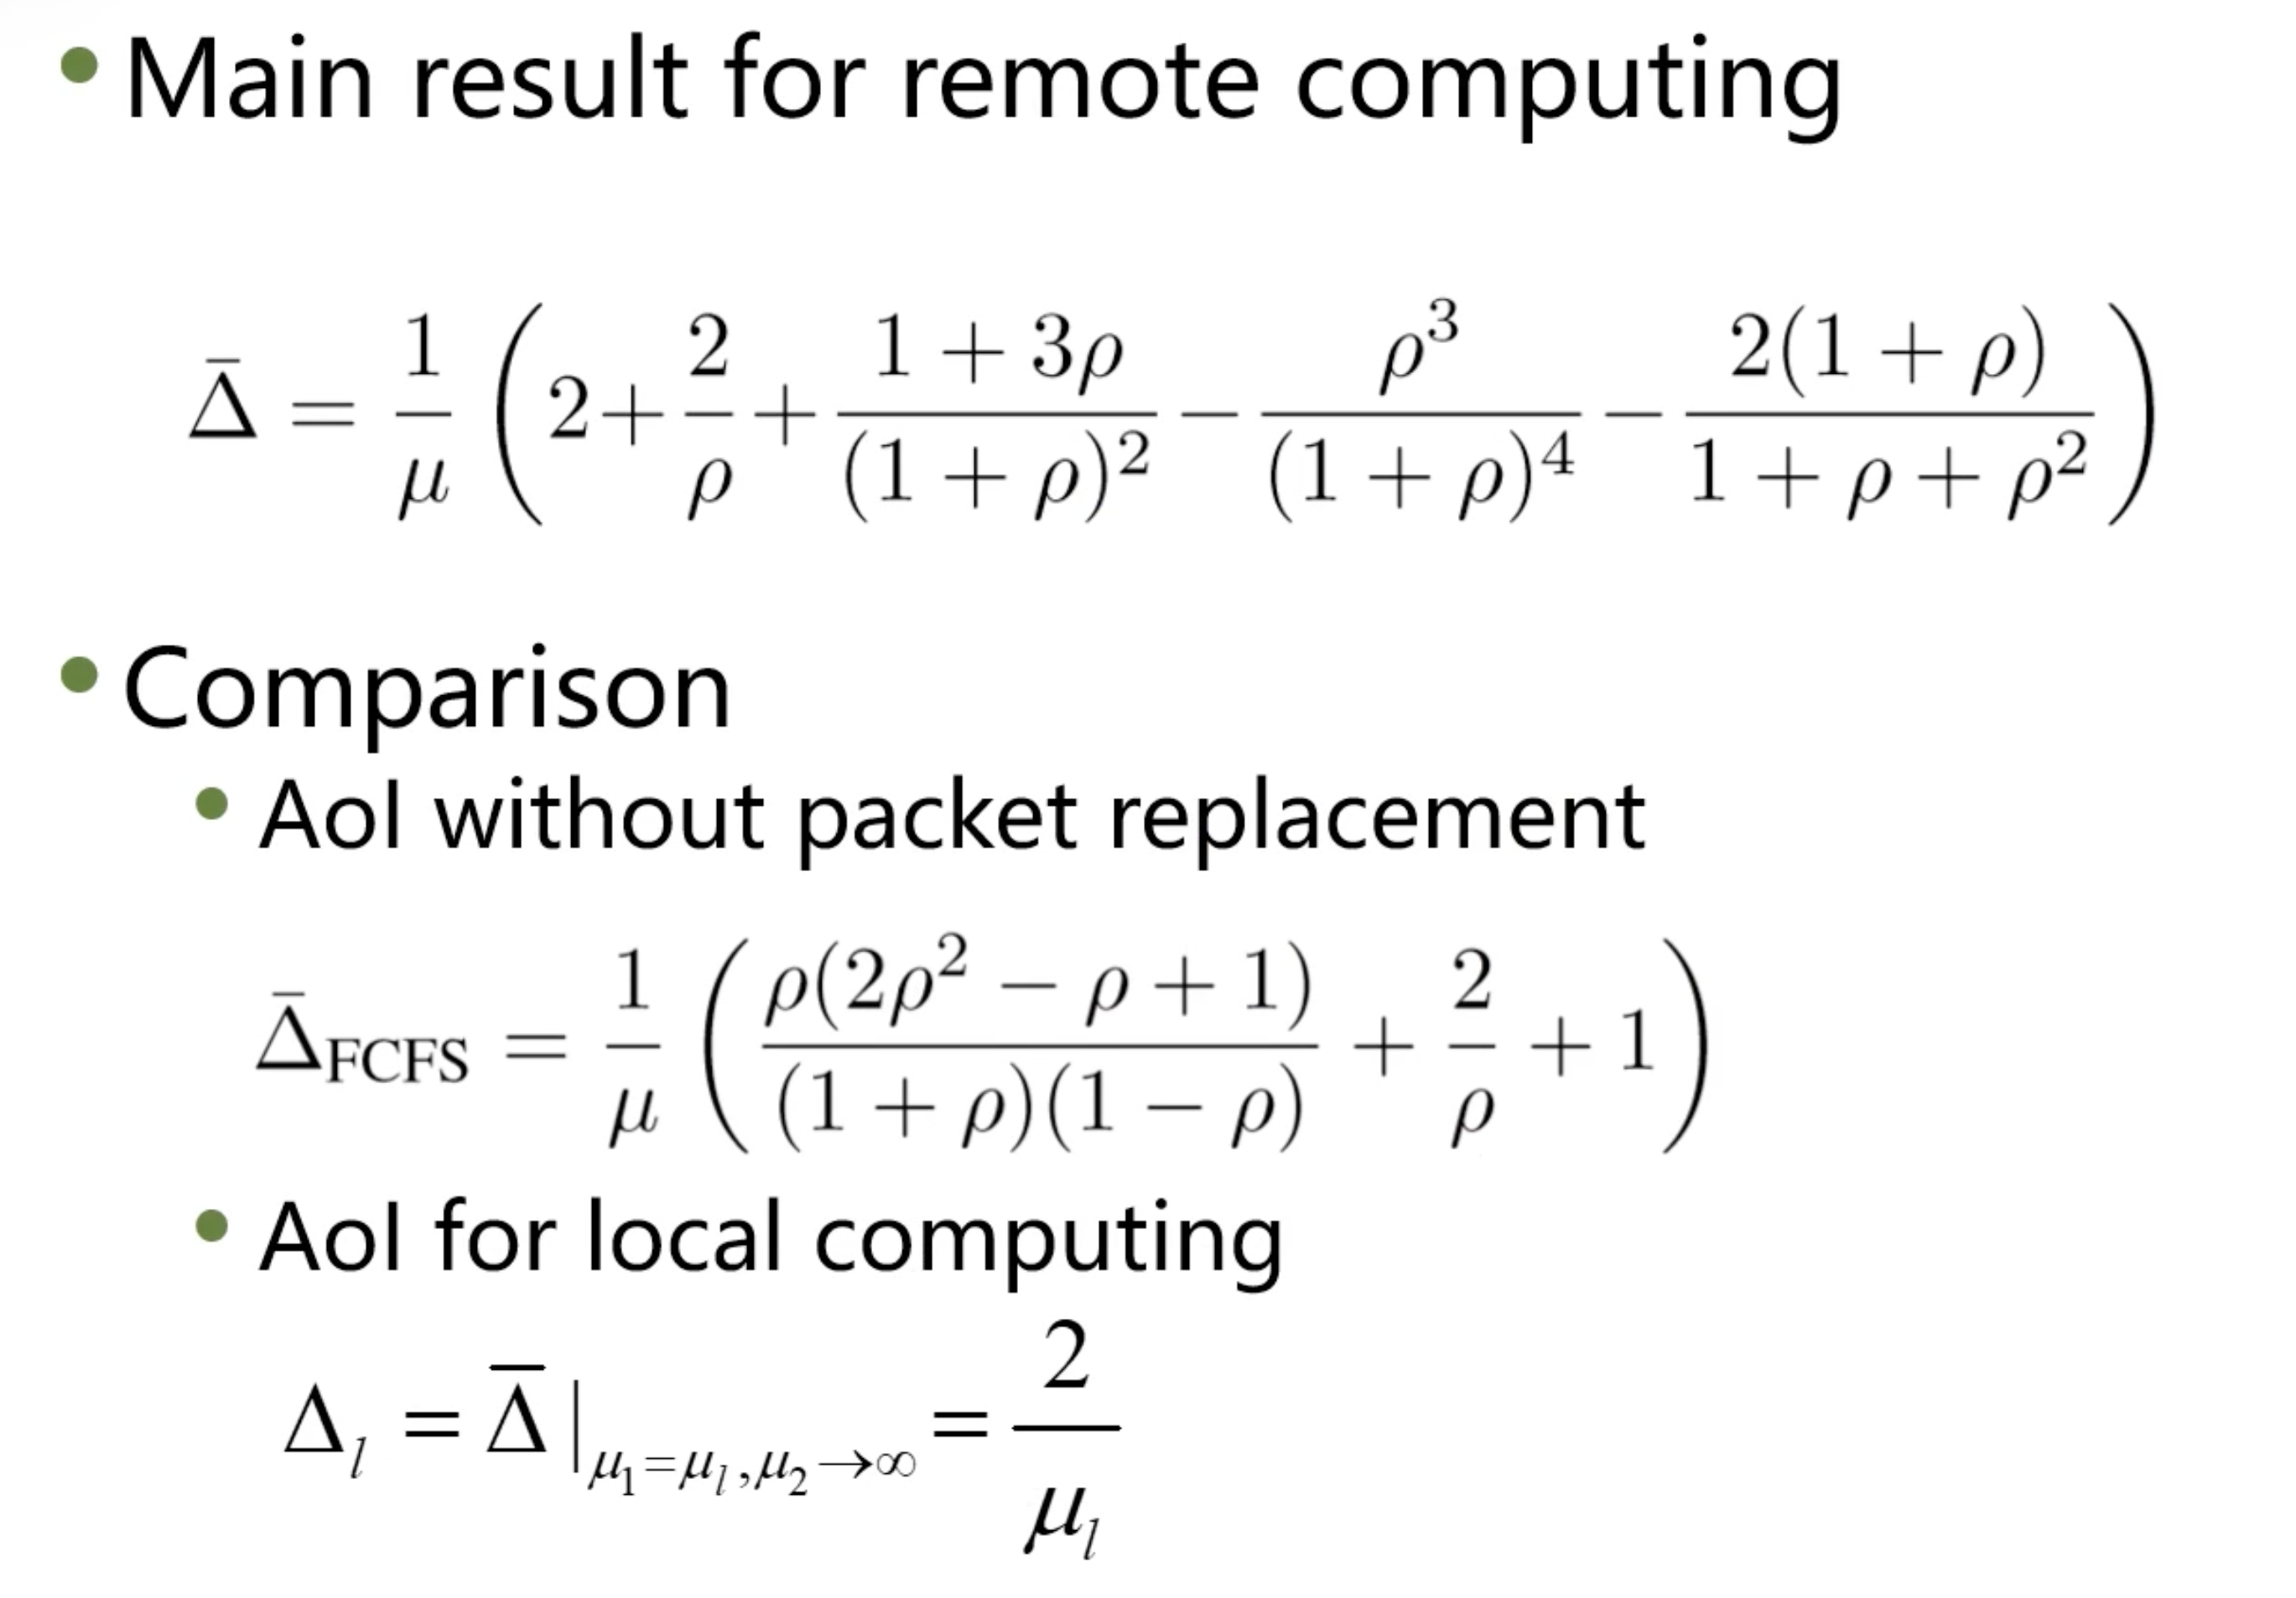 • Main result for remote computing
$\bar{\Delta} = \frac{1}{\mu} \left( 2 + \frac{2}{\rho} + \frac{1+3\rho}{(1+\rho)^2} - \frac{\rho^3}{(1+\rho)^4} - \frac{2(1+\rho)}{1+\rho+\rho^2} \right)$
• Comparison
• AoI without packet replacement
$\bar{\Delta}_{\text{FCFS}} = \frac{1}{\mu} \left( \frac{\rho(2\rho^2-\rho+1)}{(1+\rho)(1-\rho)} + \frac{2}{\rho} + 1 \right)$
• AoI for local computing
$\Delta_l = \overline{\Delta} \,|_{\mu_1=\mu_l, \mu_2 \to \infty} = \frac{2}{\mu_l}$